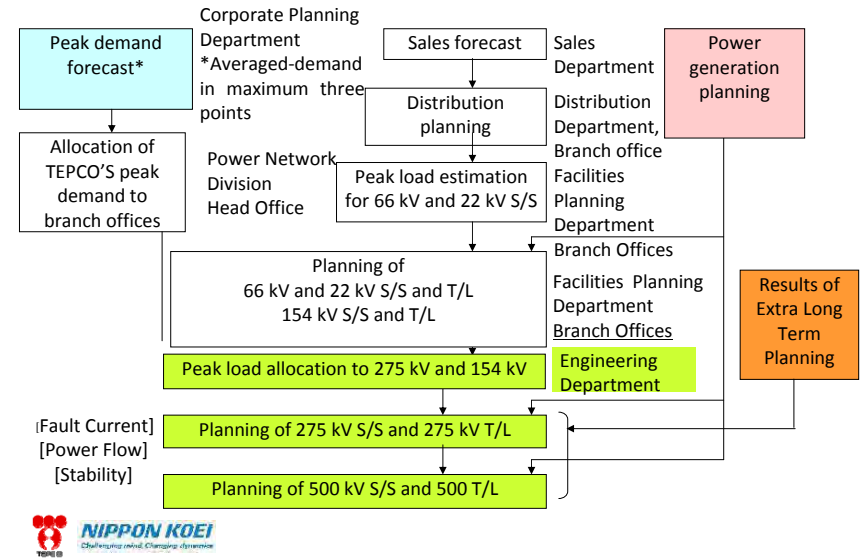 Peak demand
forecast*
Corporate Planning
Department
*Averaged-demand
in maximum three
points
Sales forecast
Sales
Department
Power
generation
planning
Distribution
planning
Distribution
Department,
Branch office
Allocation of
TEPCO'S peak
demand to
branch offices
Power Network
Division
Head Office
Peak load estimation
for 66 kV and 22 kV S/S
Facilities
Planning
Department
Branch Offices
Planning of
66 kV and 22 kV S/S and T/L
154 kV S/S and T/L
Facilities Planning
Department
Branch Offices
Results of
Extra Long
Term
Planning
Peak load allocation to 275 kV and 154 kV
Engineering
Department
[Fault Current]
[Power Flow]
[Stability]
Planning of 275 kV S/S and 275 kV T/L
Planning of 500 kV S/S and 500 T/L
TEPCO
NIPPON KOEI
Challenging mind, Changing dynamics